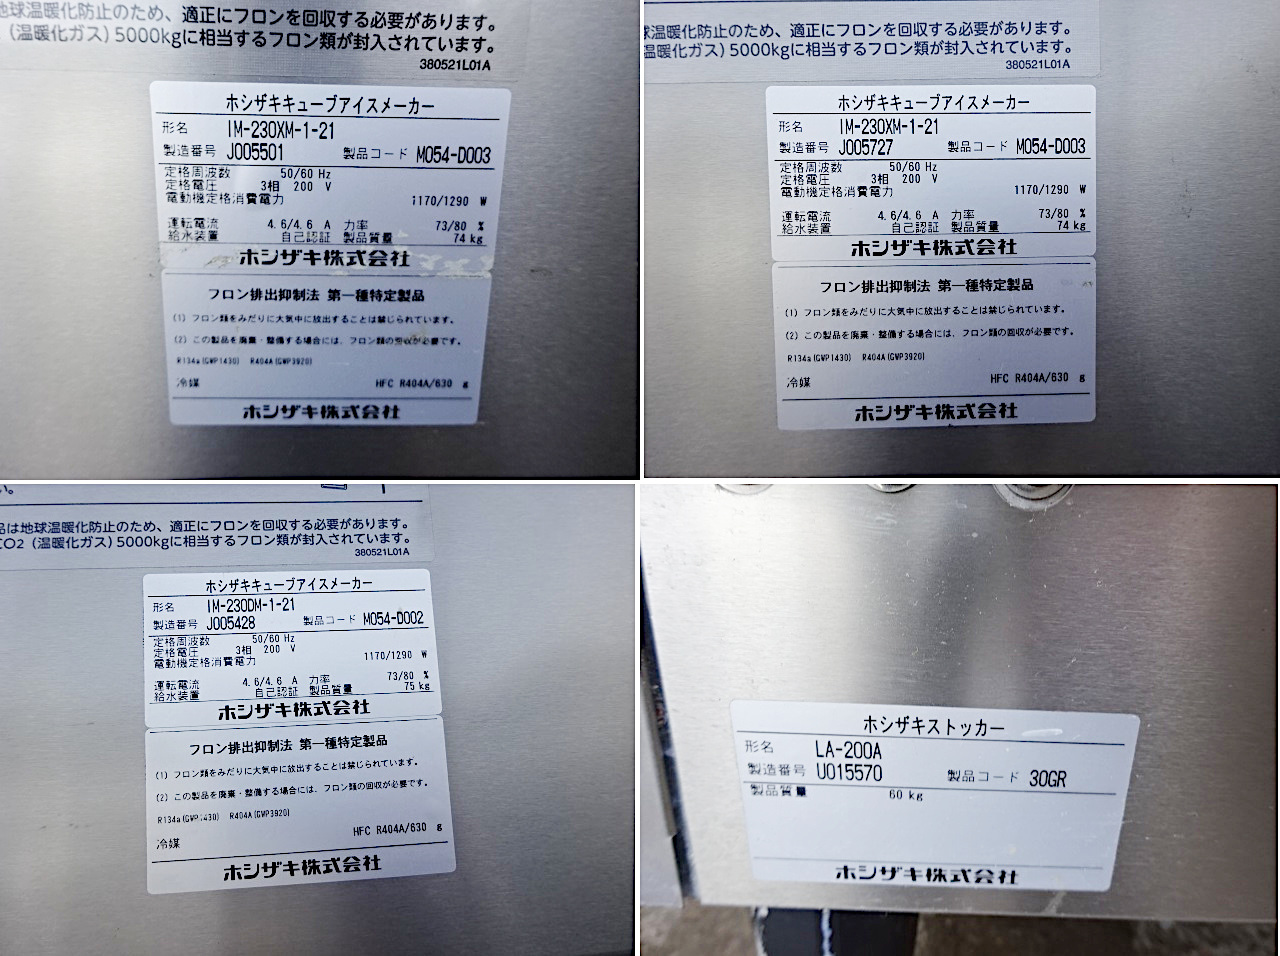 球温暖化防止のため、適正にフロンを回収する必要があります。
（温暖化ガス）5000kgに相当するフロン類が封入されています。
380521L01A
ホシザキキューブアイスメーカー
形名 IM-230XM-1-21
製造番号 J005501 製品コード M054-D003
定格周波数 50/60 Hz
定格電圧 3相 200 V
電動機定格消費電力 1170/1290 W
運転電流 4.6/4.6 A 力率 73/80 %
給水装置 自己認証 製品質量 74 kg
ホシザキ株式会社
フロン排出抑制法 第一種特定製品
(1) フロン類をみだりに大気中に放出することは禁じられています。
(2) この製品を廃棄・整備する場合には、フロン類の回収が必要です。
R134a(GWP1430) R404A(GWP3920)
冷媒 HFC R404A/630 g
ホシザキ株式会社
球温暖化防止のため、適正にフロンを回収する必要があります。
温暖化ガス）5000kgに相当するフロン類が封入されています。
380521L01A
ホシザキキューブアイスメーカー
形名 IM-230XM-1-21
製造番号 J005727 製品コード M054-D003
定格周波数 50/60 Hz
定格電圧 3相 200 V
電動機定格消費電力 1170/1290 W
運転電流 4.6/4.6 A 力率 73/80 %
給水装置 自己認証 製品質量 74 kg
ホシザキ株式会社
フロン排出抑制法 第一種特定製品
(1) フロン類をみだりに大気中に放出することは禁じられています。
(2) この製品を廃棄・整備する場合には、フロン類の回収が必要です。
R134a(GWP1430) R404A(GWP3920)
冷媒 HFC R404A/630 g
ホシザキ株式会社
い。
品は地球温暖化防止のため、適正にフロンを回収する必要があります。
CO2（温暖化ガス）5000kgに相当するフロン類が封入されています。
380521L01A
ホシザキキューブアイスメーカー
形名 IM-230DM-1-21
製造番号 J005428 製品コード M054-D002
定格周波数 50/60 Hz
定格電圧 3相 200 V
電動機定格消費電力 1170/1290 W
運転電流 4.6/4.6 A 力率 73/80 %
給水装置 自己認証 製品質量 75 kg
ホシザキ株式会社
フロン排出抑制法 第一種特定製品
(1) フロン類をみだりに大気中に放出することは禁じられています。
(2) この製品を廃棄・整備する場合には、フロン類の回収が必要です。
R134a(GWP1430) R404A(GWP3920)
冷媒 HFC R404A/630 g
ホシザキ株式会社
ホシザキストッカー
形名 LA-200A
製造番号 U015570 製品コード 30GR
製品質量 60 kg
ホシザキ株式会社